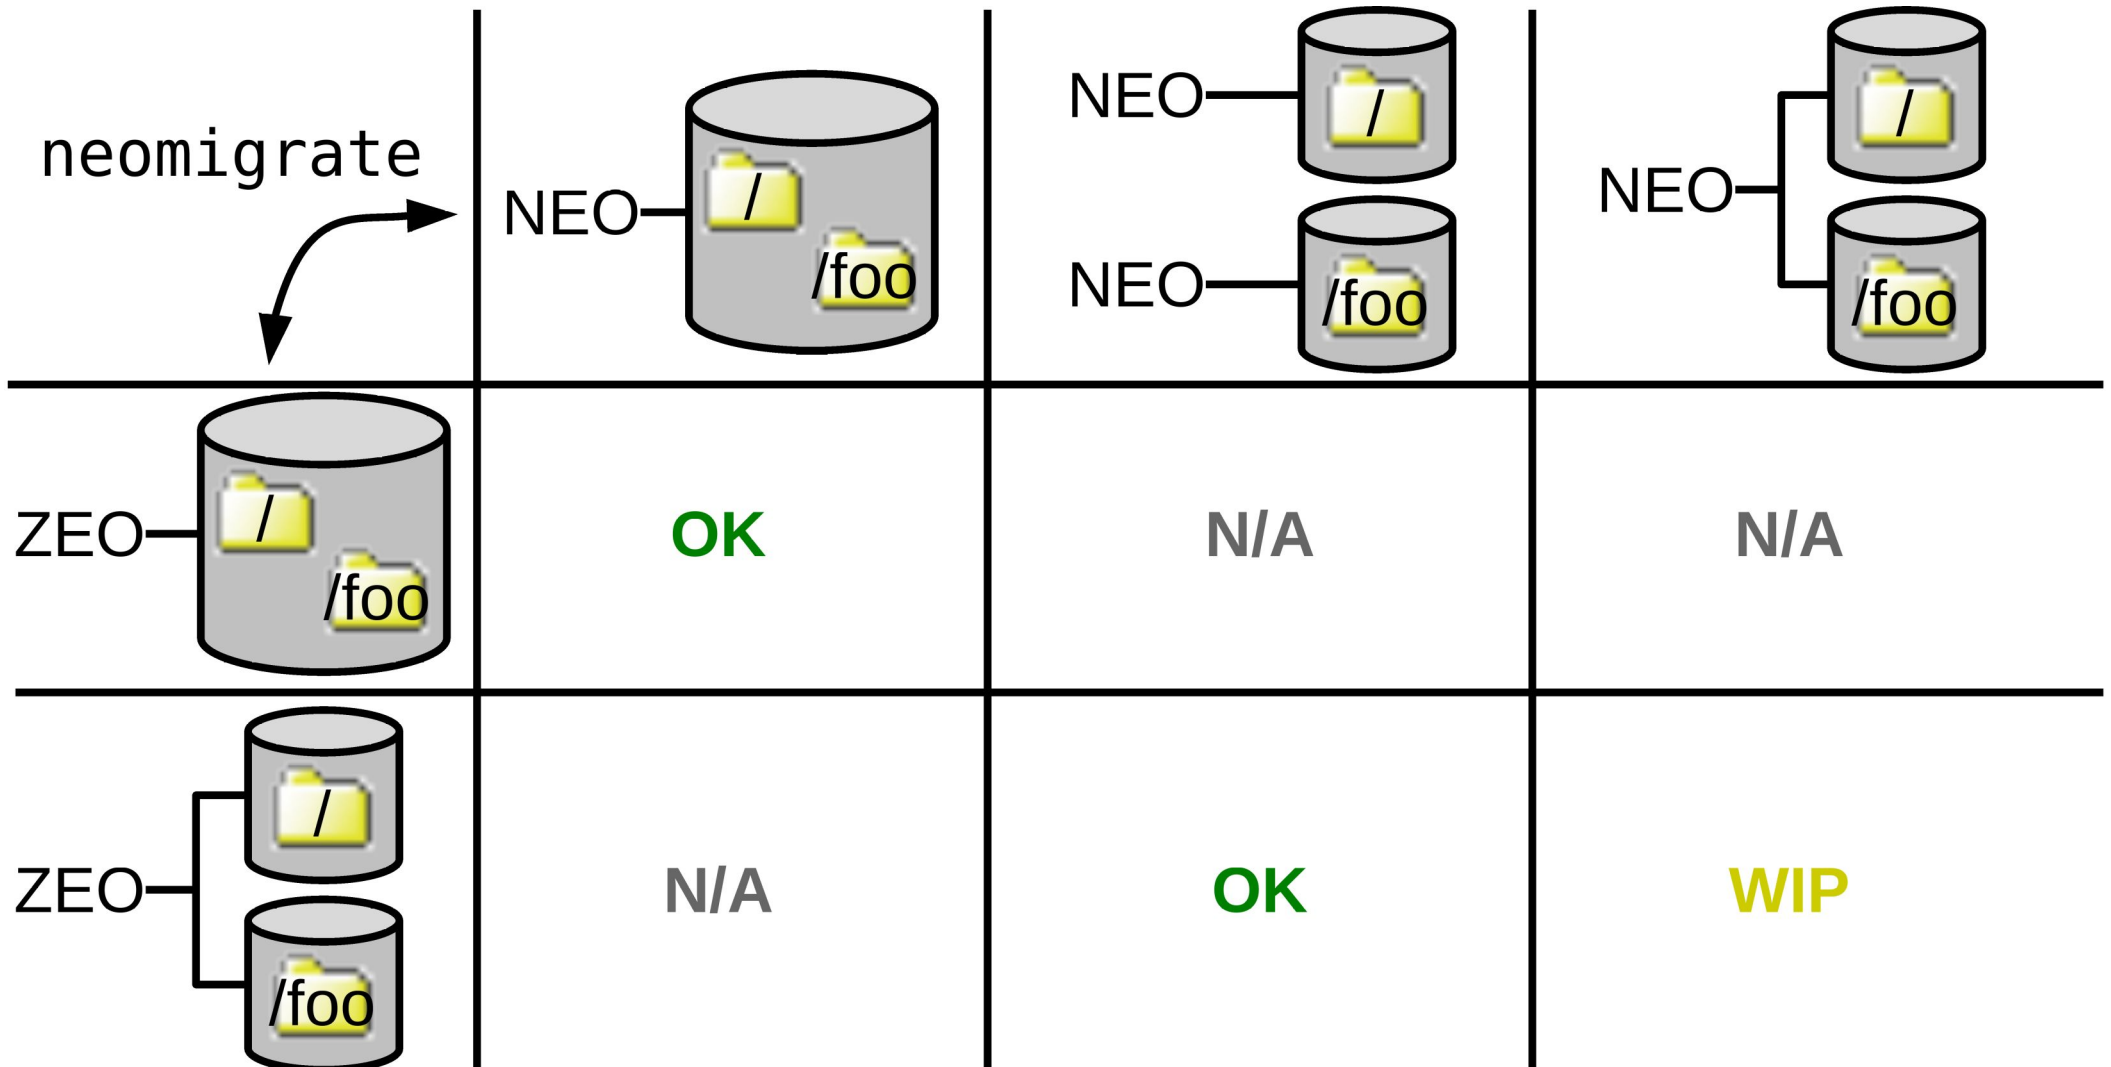 neomigrate
NEO
/
/foo
NEO
/
NEO
/foo
NEO
/
/foo
ZEO
/
/foo
OK
N/A
N/A
ZEO
/
/foo
N/A
OK
WIP